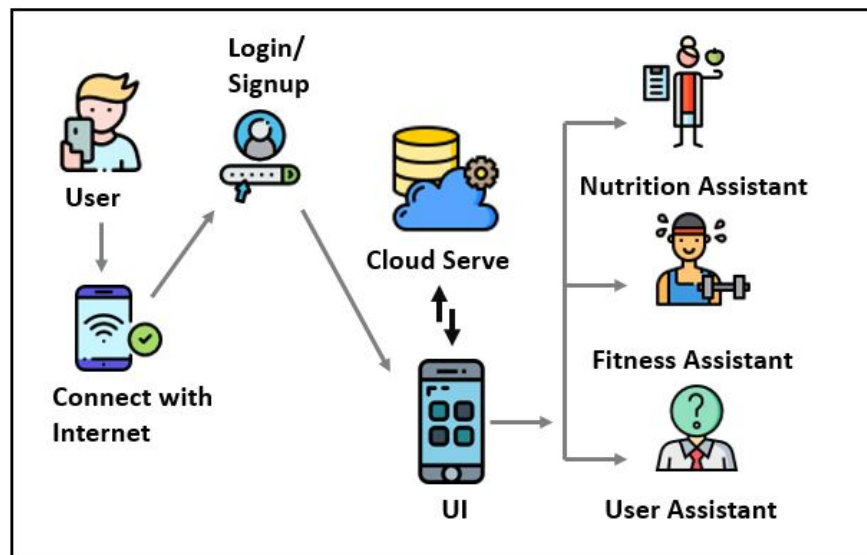 Login/
Signup
User
Connect with
Internet
Cloud Serve
UI
Nutrition Assistant
Fitness Assistant
?
User Assistant